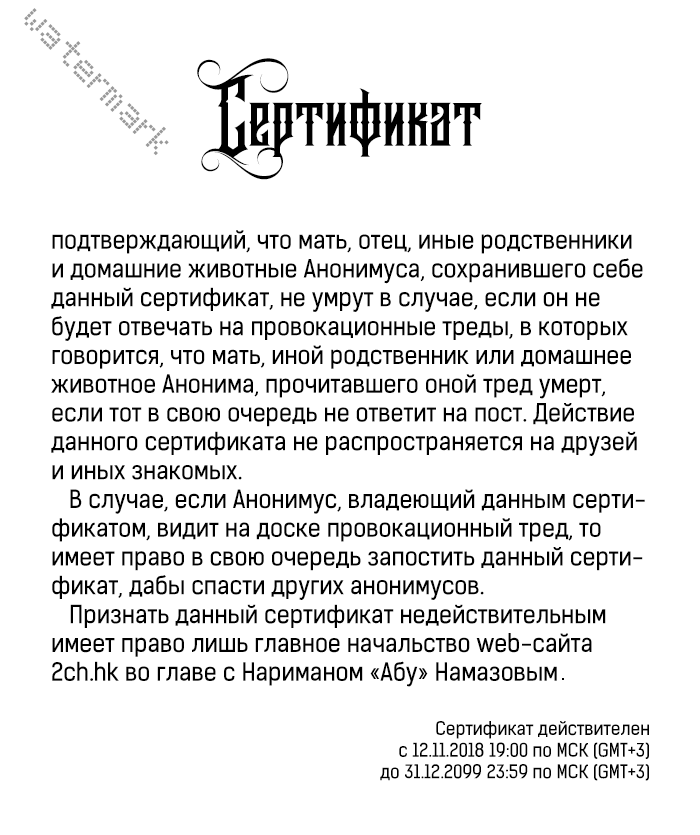 watermark
Сертификат
подтверждающий, что мать, отец, иные родственники
и домашние животные Анонимуса, сохранившего себе
данный сертификат, не умрут в случае, если он не
будет отвечать на провокационные треды, в которых
говорится, что мать, иной родственник или домашнее
животное Анонима, прочитавшего оной тред умерт,
если тот в свою очередь не ответит на пост. Действие
данного сертификата не распространяется на друзей
и иных знакомых.
В случае, если Анонимус, владеющий данным серти-
фикатом, видит на доске провокационный тред, то
имеет право в свою очередь запостить данный серти-
фикат, дабы спасти других анонимусов.
Признать данный сертификат недействительным
имеет право лишь главное начальство web-сайта
2ch.hk во главе с Нариманом «Абу» Намазовым.
Сертификат действителен
с 12.11.2018 19:00 по МСК (GMT+3)
до 31.12.2099 23:59 по МСК (GMT+3)